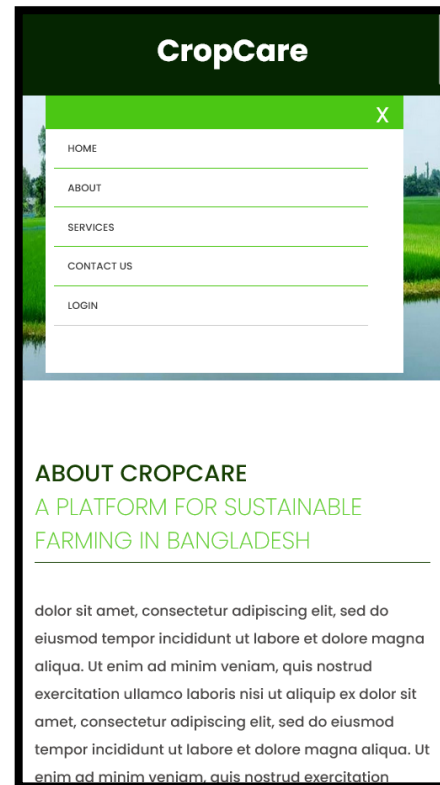 CropCare
X
HOME
ABOUT
SERVICES
CONTACT US
LOGIN
ABOUT CROPCARE
A PLATFORM FOR SUSTAINABLE
FARMING IN BANGLADESH
dolor sit amet, consectetur adipiscing elit, sed do
eiusmod tempor incididunt ut labore et dolore magna
aliqua. Ut enim ad minim veniam, quis nostrud
exercitation ullamco laboris nisi ut aliquip ex dolor sit
amet, consectetur adipiscing elit, sed do eiusmod
tempor incididunt ut labore et dolore magna aliqua. Ut
enim ad minim veniam, quis nostrud exercitation